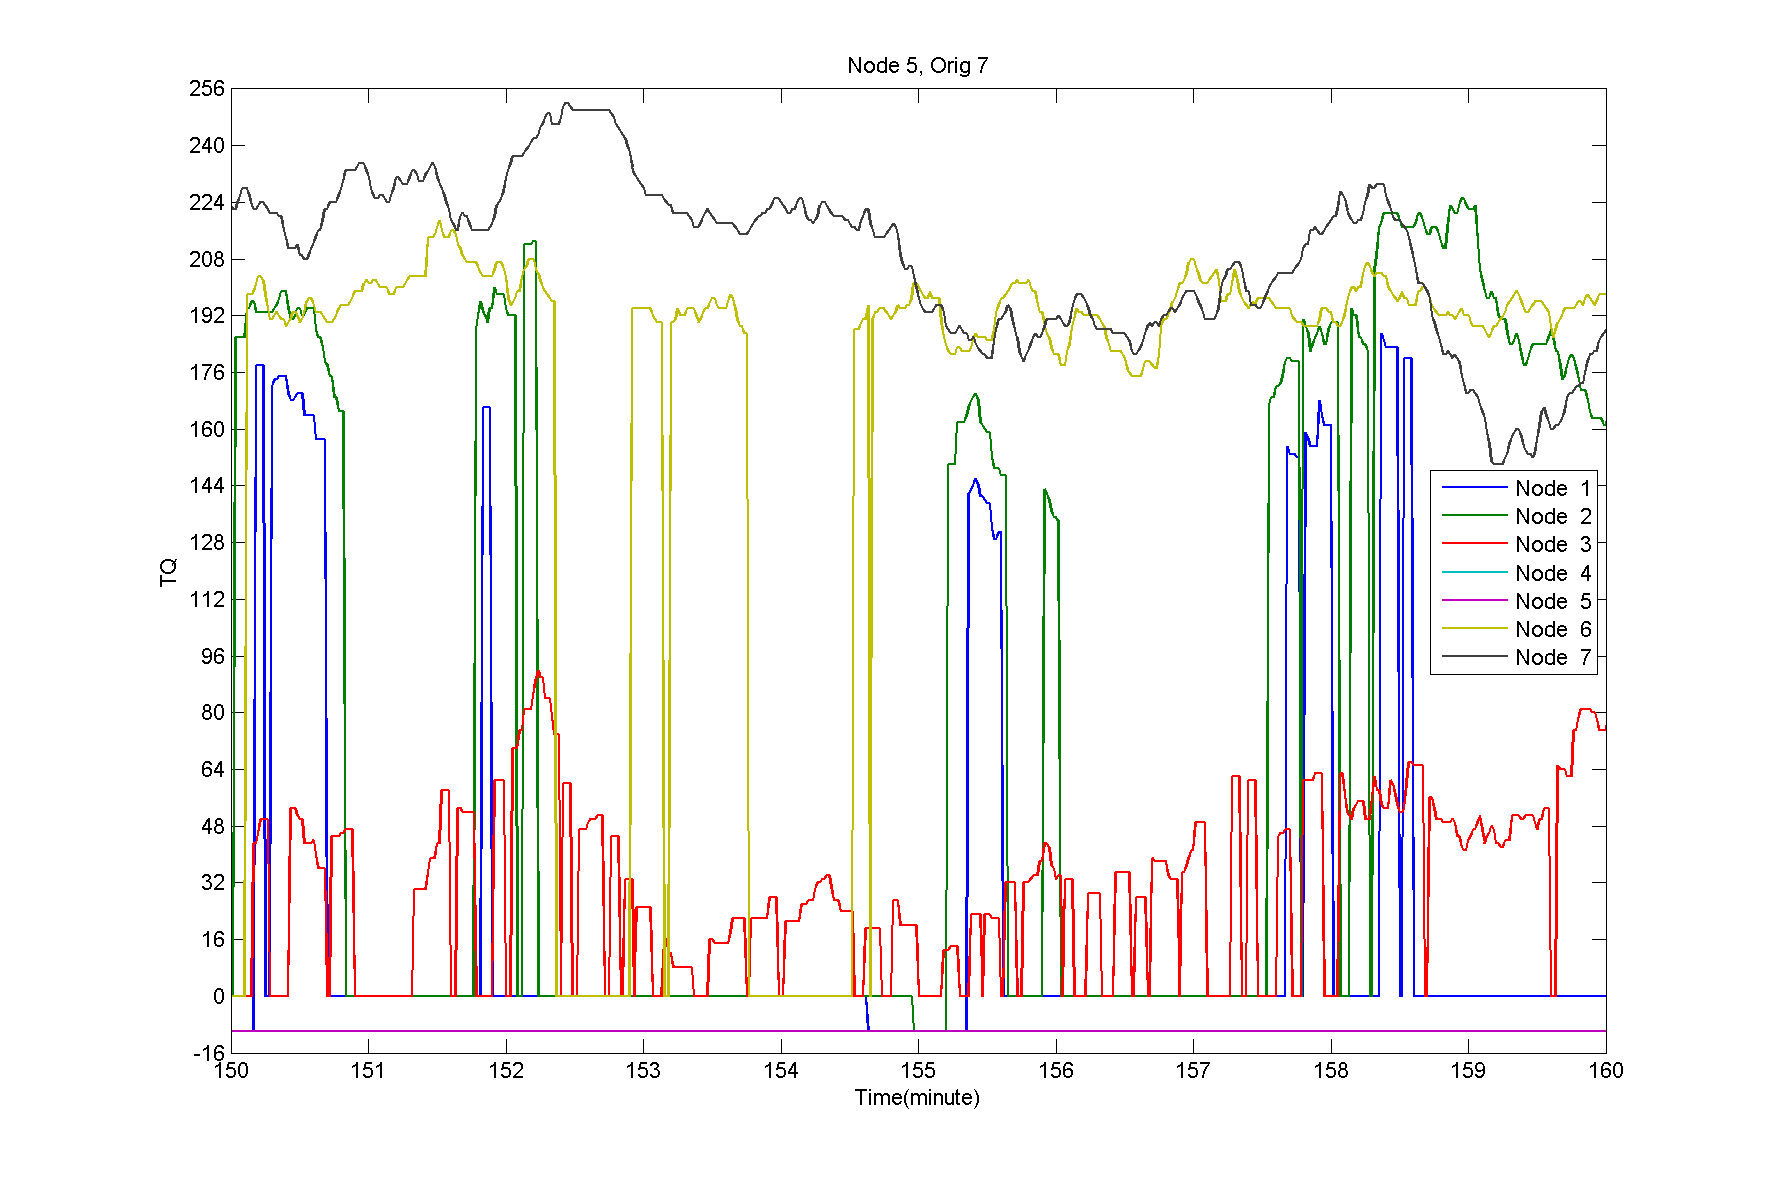 Node 5, Orig 7
256
240
224
208
192
176
160
144
128
112
96
80
64
48
32
16
0
-16
TQ
Node 1
Node 2
Node 3
Node 4
Node 5
Node 6
Node 7
150 151 152 153 154 155 156 157 158 159 160
Time(minute)